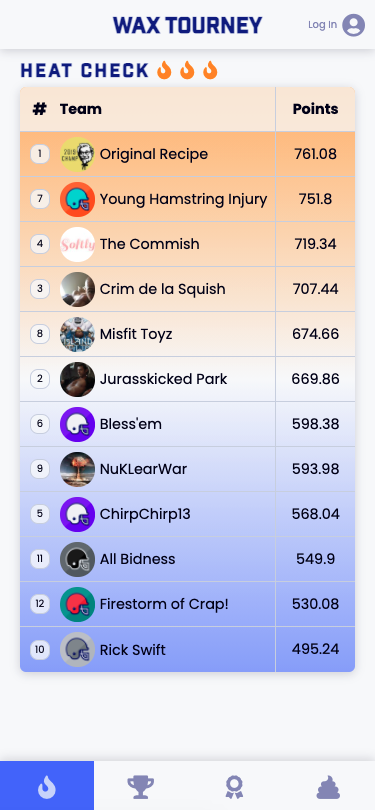 WAX TOURNEY
Log In
HEAT CHECK
# Team Points
1 Original Recipe 761.08
7 Young Hamstring Injury 751.8
4 Softly The Commish 719.34
3 Crim de la Squish 707.44
8 Misfit Toyz 674.66
2 Jurasskicked Park 669.86
6 Bless'em 598.38
9 NuKLearWar 593.98
5 ChirpChirp13 568.04
11 All Bidness 549.9
12 Firestorm of Crap! 530.08
10 Rick Swift 495.24